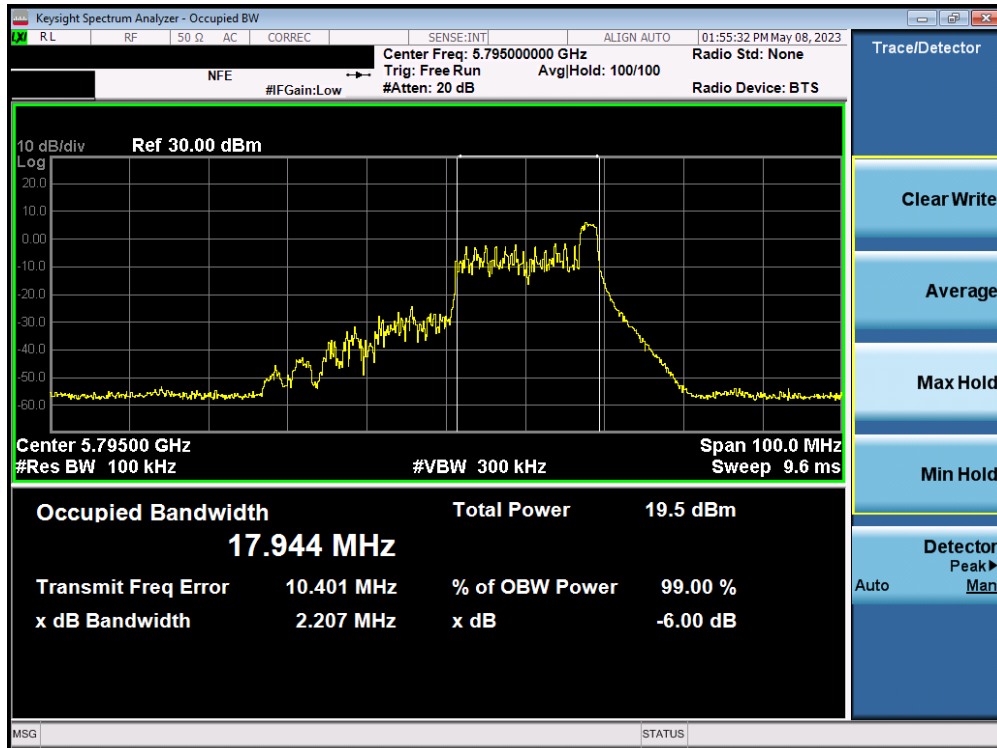 Keysight Spectrum Analyzer - Occupied BW
LXI RL RF 50 Ω AC CORREC SENSE:INT ALIGN AUTO 01:55:32 PM May 08, 2023
NFE
#IFGain:Low
Center Freq: 5.795000000 GHz
Trig: Free Run Avg|Hold: 100/100
#Atten: 20 dB
Radio Std: None
Radio Device: BTS
10 dB/div Ref 30.00 dBm
Log
20.0
10.0
0.00
-10.0
-20.0
-30.0
-40.0
-50.0
-60.0
Center 5.79500 GHz Span 100.0 MHz
#Res BW 100 kHz #VBW 300 kHz Sweep 9.6 ms
Occupied Bandwidth Total Power 19.5 dBm
17.944 MHz
Transmit Freq Error 10.401 MHz % of OBW Power 99.00 %
x dB Bandwidth 2.207 MHz x dB -6.00 dB
Trace/Detector
Clear Write
Average
Max Hold
Min Hold
Detector
Peak▶
Auto Man
MSG STATUS